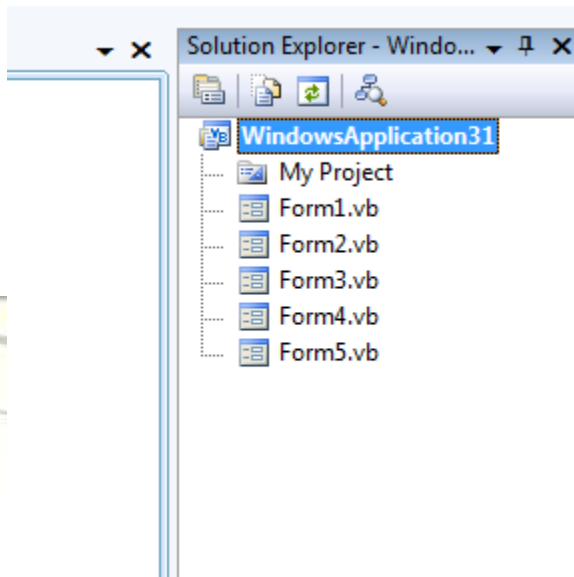 Solution Explorer - Windo...
WindowsApplication31
My Project
Form1.vb
Form2.vb
Form3.vb
Form4.vb
Form5.vb